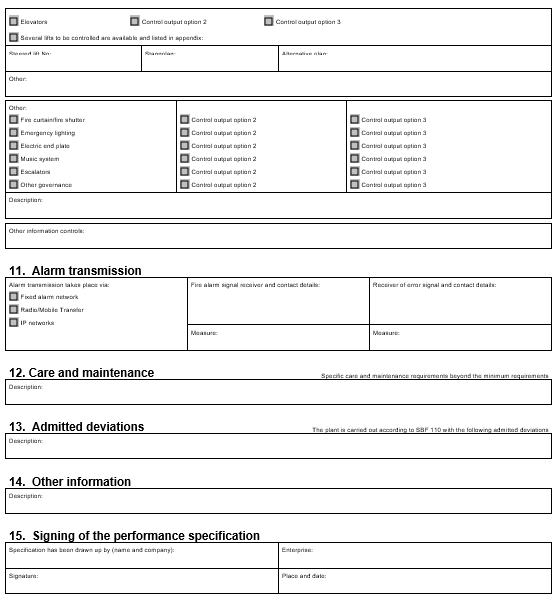 Elevators Control output option 2 Control output option 3
Several lifts to be controlled are available and listed in appendix:
Alternative plan:
Other:
Other:
Fire curtain/fire shutter Control output option 2 Control output option 3
Emergency lighting Control output option 2 Control output option 3
Electric end plate Control output option 2 Control output option 3
Music system Control output option 2 Control output option 3
Escalators Control output option 2 Control output option 3
Other governance Control output option 2 Control output option 3
Description:
Other information controls:
11. Alarm transmission
Alarm transmission takes place via: Fire alarm signal receiver and contact details: Receiver of error signal and contact details:
Fixed alarm network
Radio/Mobile Transfer
IP networks
Measure: Measure:
12. Care and maintenance Specific care and maintenance requirements beyond the minimum requirements
Description:
13. Admitted deviations The plant is carried out according to SBF 110 with the following admitted deviations
Description:
14. Other information
Description:
15. Signing of the performance specification
Specification has been drawn up by (name and company): Enterprise:
Signature: Place and date: